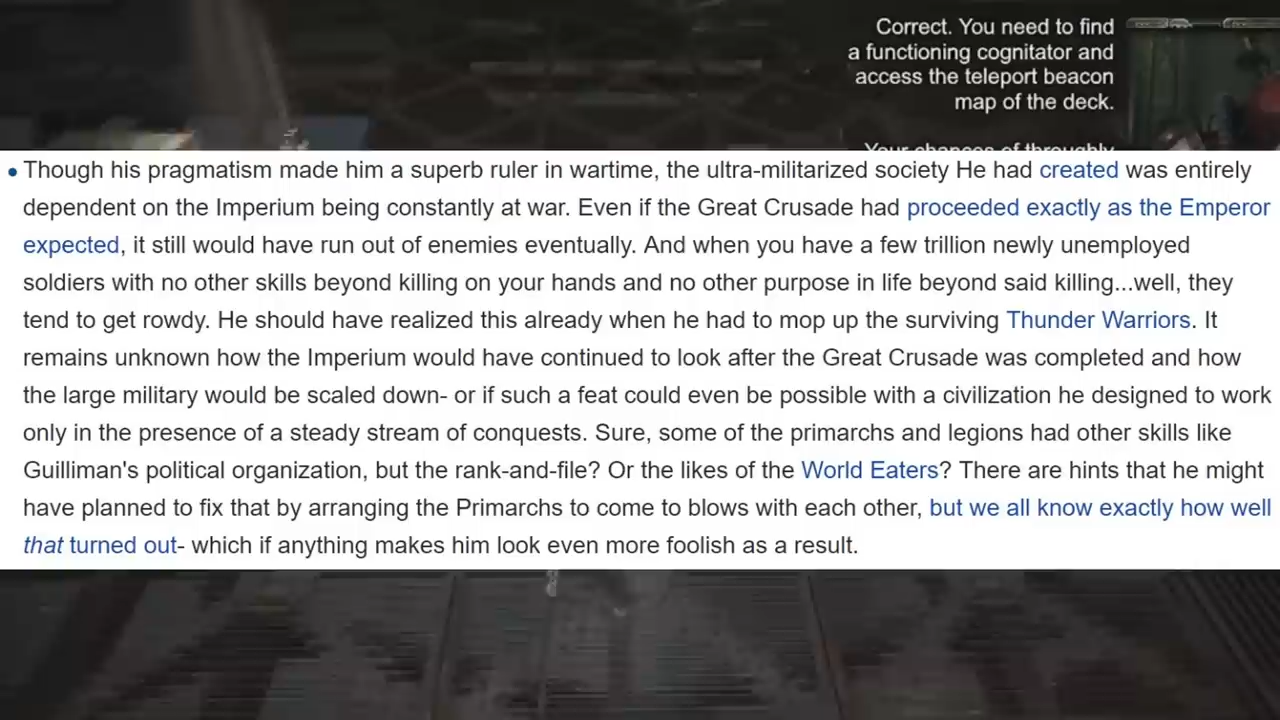 Correct. You need to find
a functioning cognitator and
access the teleport beacon
map of the deck.
Your chances of throughly
• Though his pragmatism made him a superb ruler in wartime, the ultra-militarized society He had created was entirely
dependent on the Imperium being constantly at war. Even if the Great Crusade had proceeded exactly as the Emperor
expected, it still would have run out of enemies eventually. And when you have a few trillion newly unemployed
soldiers with no other skills beyond killing on your hands and no other purpose in life beyond said killing...well, they
tend to get rowdy. He should have realized this already when he had to mop up the surviving Thunder Warriors. It
remains unknown how the Imperium would have continued to look after the Great Crusade was completed and how
the large military would be scaled down- or if such a feat could even be possible with a civilization he designed to work
only in the presence of a steady stream of conquests. Sure, some of the primarchs and legions had other skills like
Guilliman's political organization, but the rank-and-file? Or the likes of the World Eaters? There are hints that he might
have planned to fix that by arranging the Primarchs to come to blows with each other, but we all know exactly how well
that turned out- which if anything makes him look even more foolish as a result.